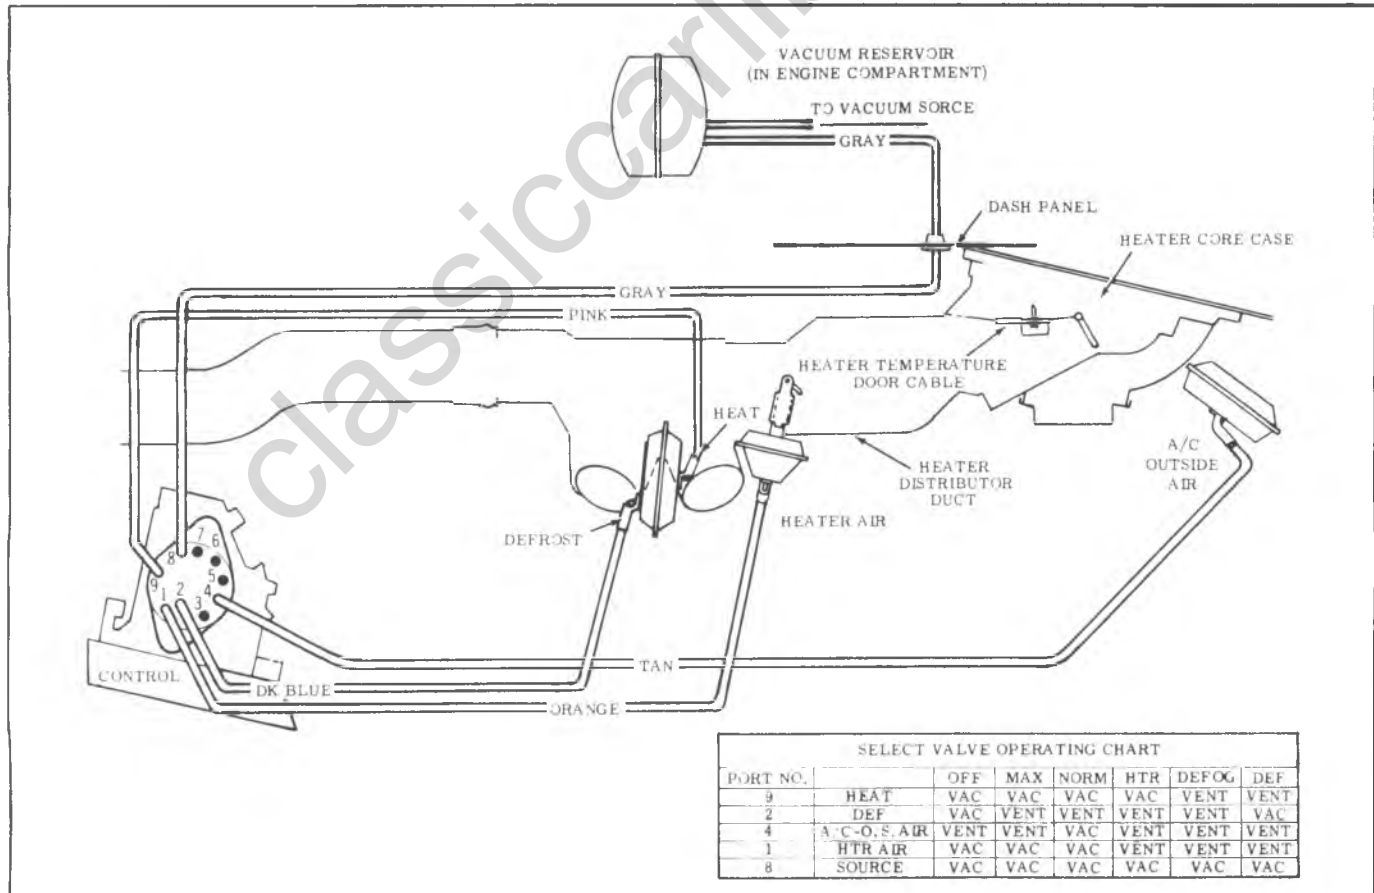 VACUUM RESERVOIR
(IN ENGINE COMPARTMENT)
TO VACUUM SORCE
GRAY
DASH PANEL
HEATER CORE CASE
GRAY
PINK
HEATER TEMPERATURE
DOOR CABLE
HEAT
A/C
OUTSIDE
AIR
HEATER
DISTRIBUTOR
DUCT
HEATER AIR
DEFROST
7
6
8
5
9
4
1
2
3
TAN
CONTROL
DK BLUE
ORANGE
SELECT VALVE OPERATING CHART
PORT NO. OFF MAX NORM HTR DEFOG DEF
9 HEAT VAC VAC VAC VAC VENT VENT
2 DEF VAC VENT VENT VENT VENT VAC
4 A/C-O.S. AIR VENT VENT VAC VENT VENT VENT
1 HTR AIR VAC VAC VAC VENT VENT VENT
8 SOURCE VAC VAC VAC VAC VAC VAC